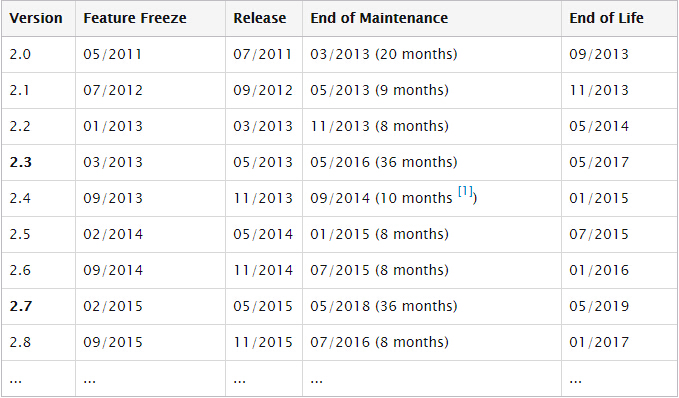 Version Feature Freeze Release End of Maintenance End of Life
2.0 05/2011 07/2011 03/2013 (20 months) 09/2013
2.1 07/2012 09/2012 05/2013 (9 months) 11/2013
2.2 01/2013 03/2013 11/2013 (8 months) 05/2014
2.3 03/2013 05/2013 05/2016 (36 months) 05/2017
2.4 09/2013 11/2013 09/2014 (10 months [1]) 01/2015
2.5 02/2014 05/2014 01/2015 (8 months) 07/2015
2.6 09/2014 11/2014 07/2015 (8 months) 01/2016
2.7 02/2015 05/2015 05/2018 (36 months) 05/2019
2.8 09/2015 11/2015 07/2016 (8 months) 01/2017
... ... ... ... ...